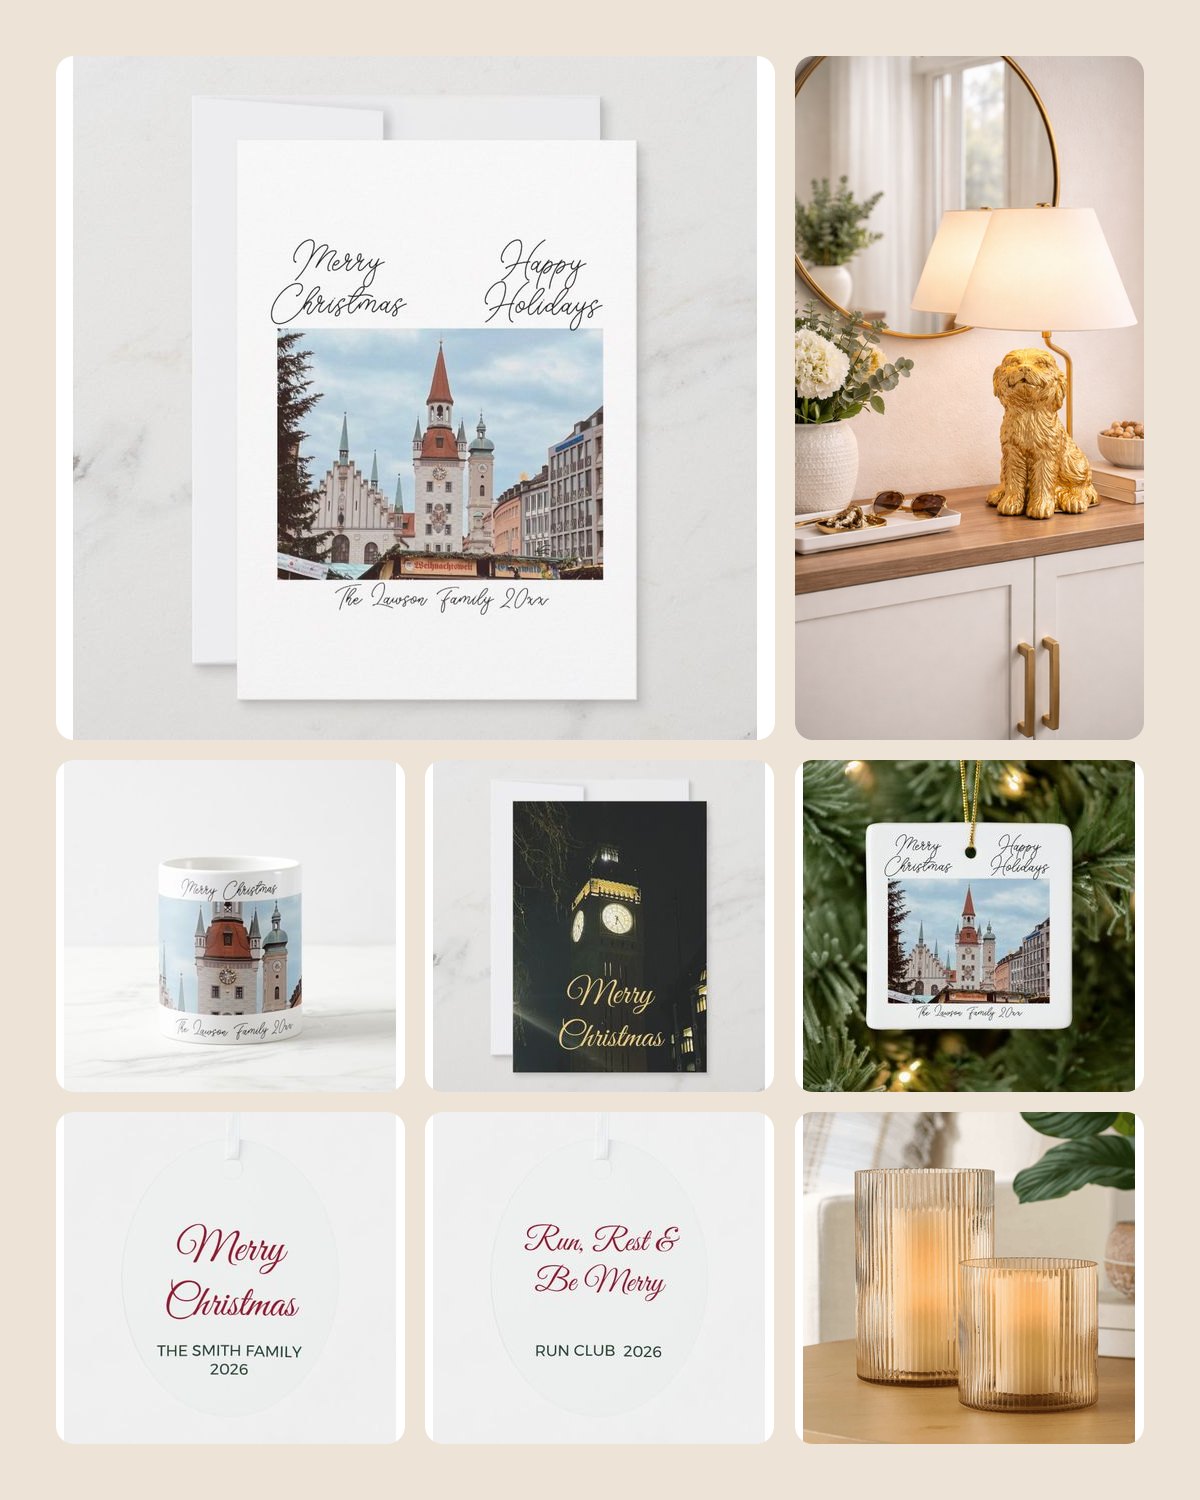 Merry
Christmas
Happy
Holidays
Weihnachtswelt
The Lawson Family 20xx
Merry Christmas
The Lawson Family 20xx
Merry
Christmas
Merry
Christmas
Happy
Holidays
The Lawson Family 20xx
Merry
Christmas
THE SMITH FAMILY
2026
Run, Rest &
Be Merry
RUN CLUB 2026